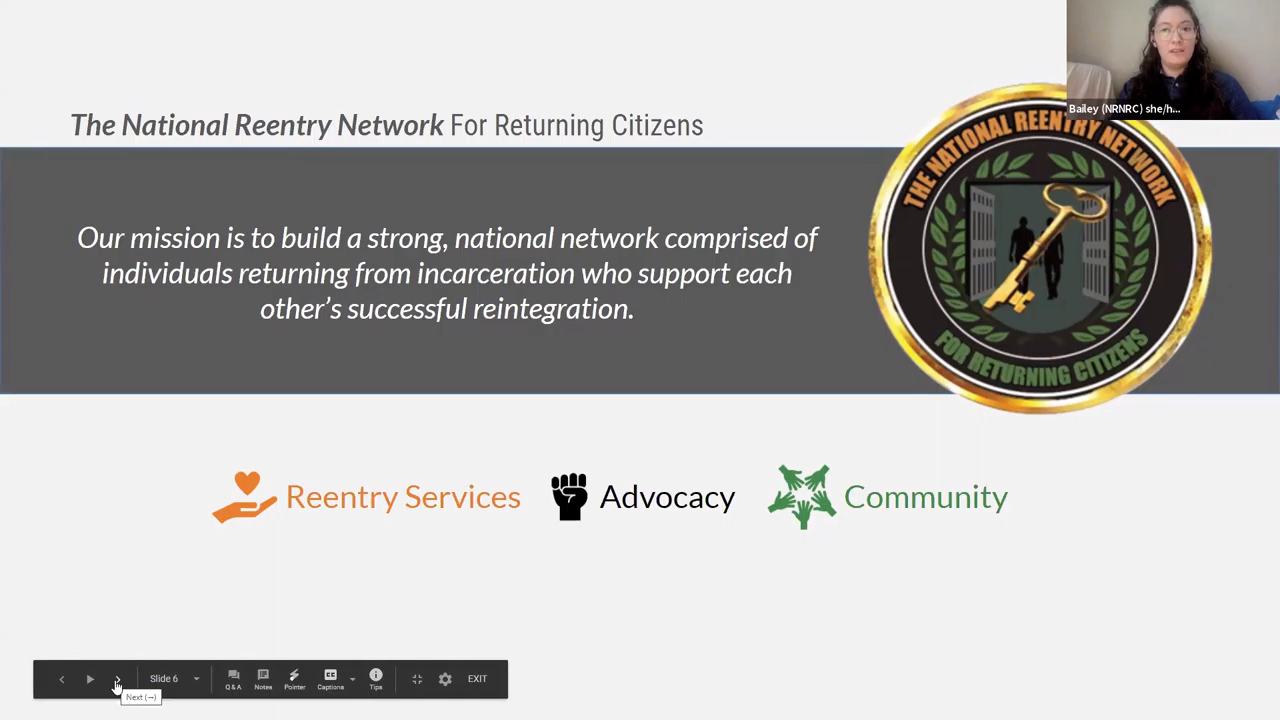 Bailey (NRNRC) she/h...
The National Reentry Network For Returning Citizens
THE NATIONAL REENTRY NETWORK
FOR RETURNING CITIZENS
Our mission is to build a strong, national network comprised of
individuals returning from incarceration who support each
other's successful reintegration.
Reentry Services
Advocacy
Community
Slide 6
Q & A
Notes
Pointer
CC
Captions
Tips
EXIT
Next (→)